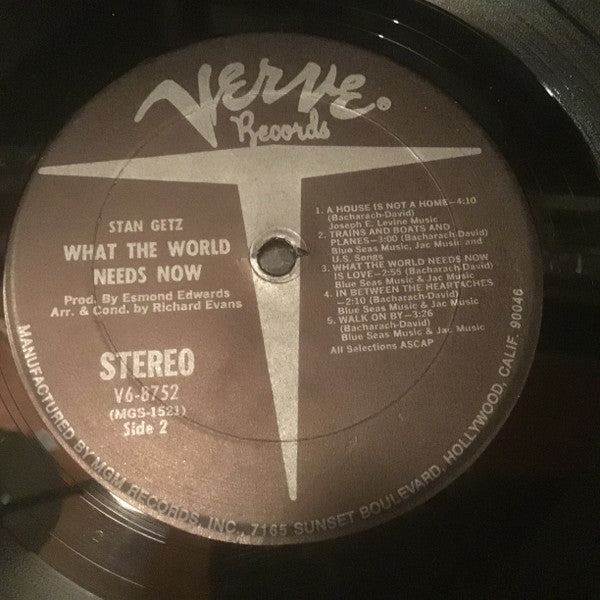 Verve®
Records
STAN GETZ
WHAT THE WORLD
NEEDS NOW
Prod. By Esmond Edwards
Arr. & Cond. by Richard Evans
STEREO
V6-8752
(MGS-1521)
Side 2
1. A HOUSE IS NOT A HOME—4:10
(Bacharach-David)
Joseph E. Levine Music
2. TRAINS AND BOATS AND
PLANES—3:00 (Bacharach-David)
Blue Seas Music, Jac Music and
U.S. Songs
3. WHAT THE WORLD NEEDS NOW
IS LOVE—2:55 (Bacharach-David)
Blue Seas Music & Jac Music
4. IN BETWEEN THE HEARTACHES
—2:10 (Bacharach-David)
Blue Seas Music & Jac Music
5. WALK ON BY—3:26
(Bacharach-David)
Blue Seas Music & Jac Music
All Selections ASCAP
MANUFACTURED BY MGM RECORDS, INC., 7165 SUNSET BOULEVARD, HOLLYWOOD, CALIF. 90046